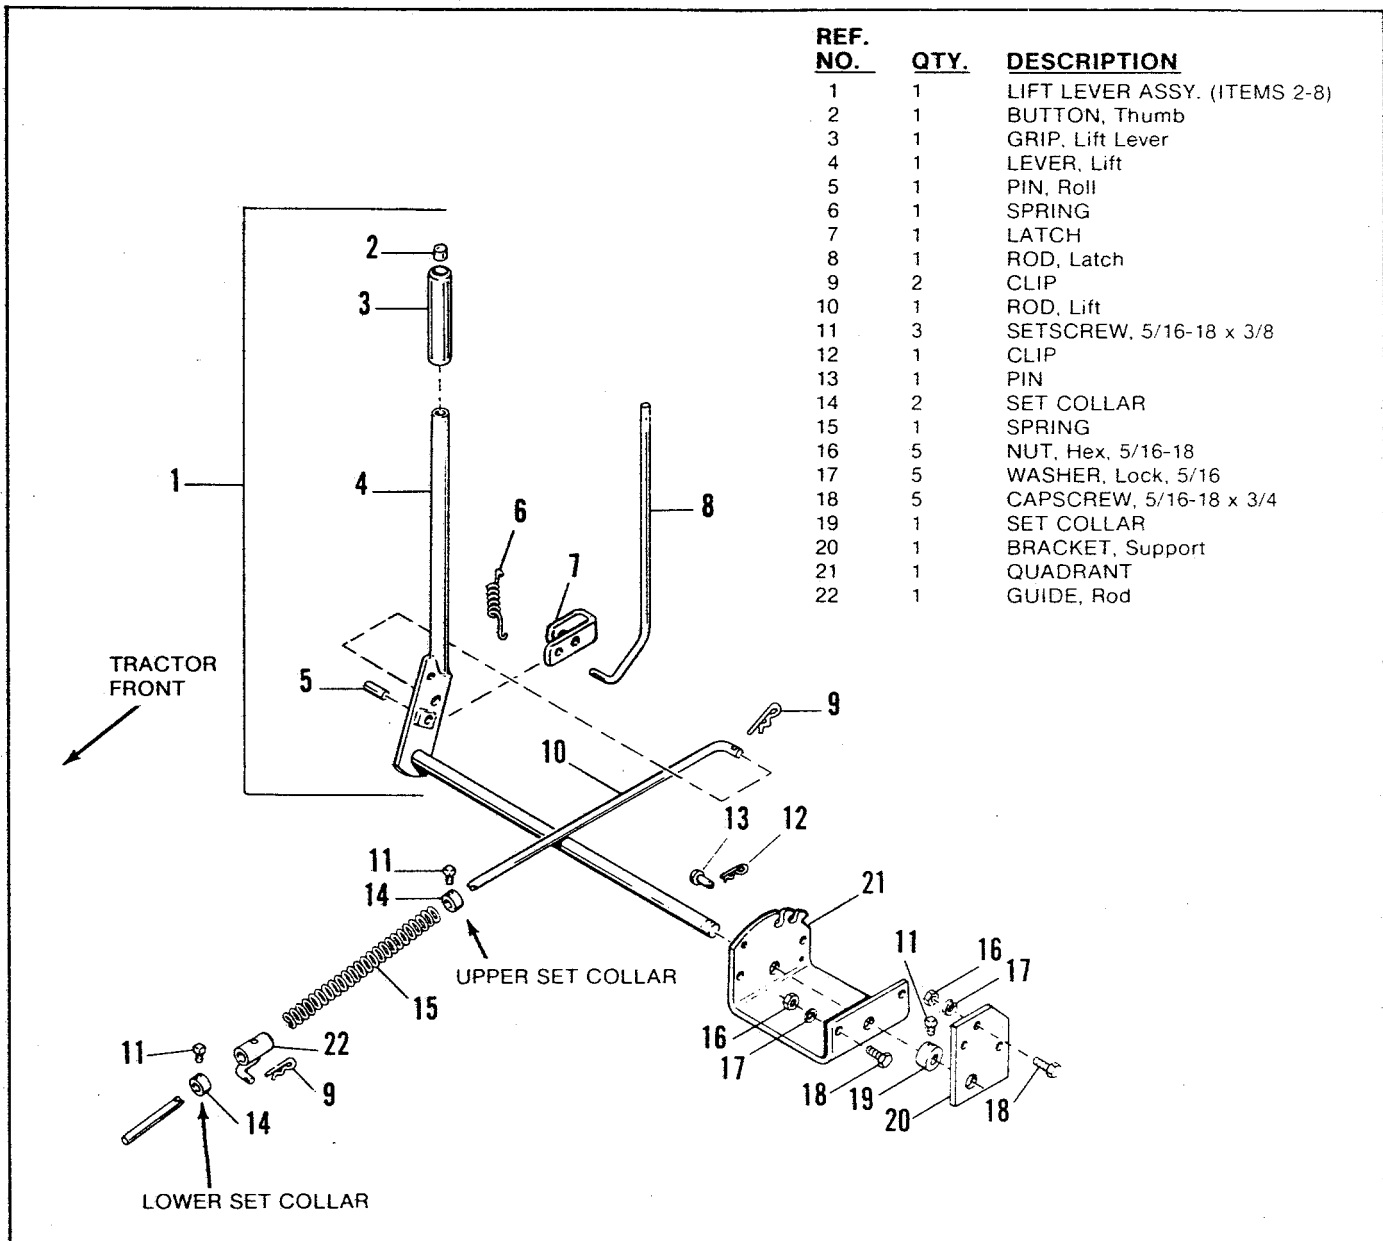 REF.
NO. QTY. DESCRIPTION
1 1 LIFT LEVER ASSY. (ITEMS 2-8)
2 1 BUTTON, Thumb
3 1 GRIP, Lift Lever
4 1 LEVER, Lift
5 1 PIN, Roll
6 1 SPRING
7 1 LATCH
8 1 ROD, Latch
9 2 CLIP
10 1 ROD, Lift
11 3 SETSCREW, 5/16-18 x 3/8
12 1 CLIP
13 1 PIN
14 2 SET COLLAR
15 1 SPRING
16 5 NUT, Hex, 5/16-18
17 5 WASHER, Lock, 5/16
18 5 CAPSCREW, 5/16-18 x 3/4
19 1 SET COLLAR
20 1 BRACKET, Support
21 1 QUADRANT
22 1 GUIDE, Rod
2
3
1
4
6
8
7
TRACTOR
FRONT
5
9
10
13
12
11
14
21
11
16
17
UPPER SET COLLAR
15
16
17
11
22
9
14
18
19
20
18
LOWER SET COLLAR